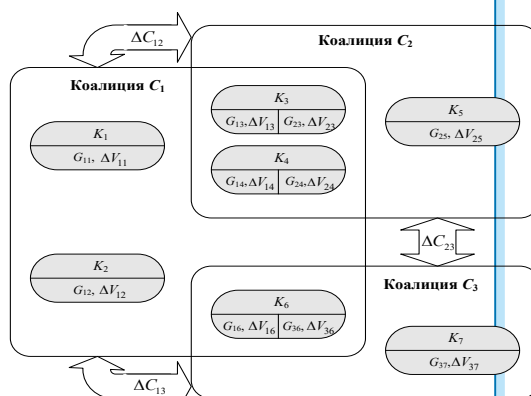 ΔC₁₂
Коалиция C₂
Коалиция C₁
K₃
G₁₃,ΔV₁₃ G₂₃,ΔV₂₃
K₅
G₂₅,ΔV₂₅
K₁
G₁₁, ΔV₁₁
K₄
G₁₄,ΔV₁₄ G₂₄,ΔV₂₄
ΔC₂₃
K₂
G₁₂, ΔV₁₂
Коалиция C₃
K₆
G₁₆,ΔV₁₆ G₃₆,ΔV₃₆
K₇
G₃₇,ΔV₃₇
ΔC₁₃